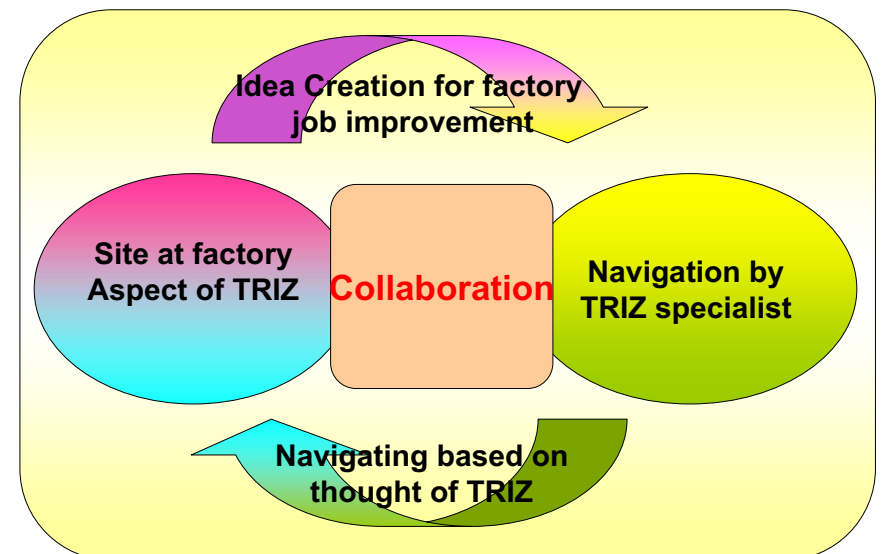 Idea Creation for factory
job improvement
Site at factory
Aspect of TRIZ
Collaboration
Navigation by
TRIZ specialist
Navigating based on
thought of TRIZ